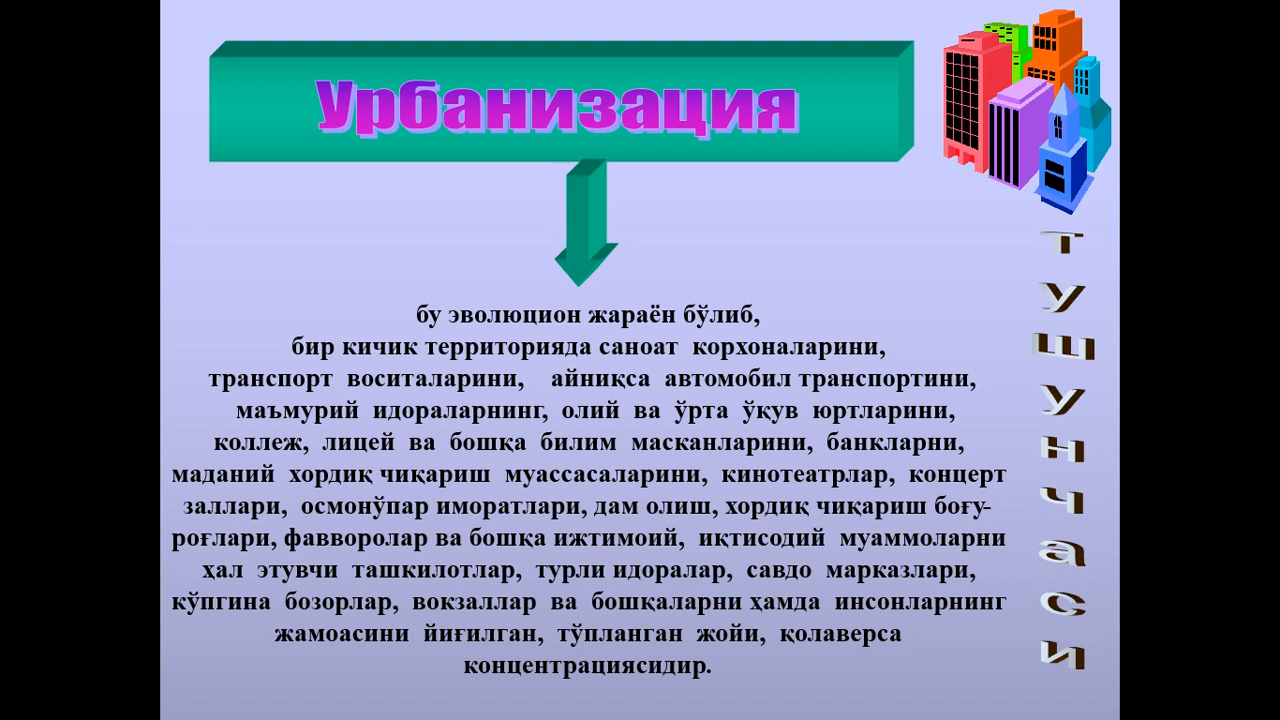 Урбанизация
тушунчаси
бу эволюцион жараён бўлиб,
бир кичик территорияда саноат корхоналарини,
транспорт воситаларини, айниқса автомобил транспортини,
маъмурий идораларнинг, олий ва ўрта ўқув юртларини,
коллеж, лицей ва бошқа билим масканларини, банкларни,
маданий хордиқ чиқариш муассасаларини, кинотеатрлар, концерт
заллари, осмонўпар иморатлари, дам олиш, хордиқ чиқариш боғу-
роғлари, фавворолар ва бошқа ижтимоий, иқтисодий муаммоларни
ҳал этувчи ташкилотлар, турли идоралар, савдо марказлари,
кўпгина бозорлар, вокзаллар ва бошқаларни ҳамда инсонларнинг
жамоасини йиғилган, тўпланган жойи, қолаверса
концентрациясидир.